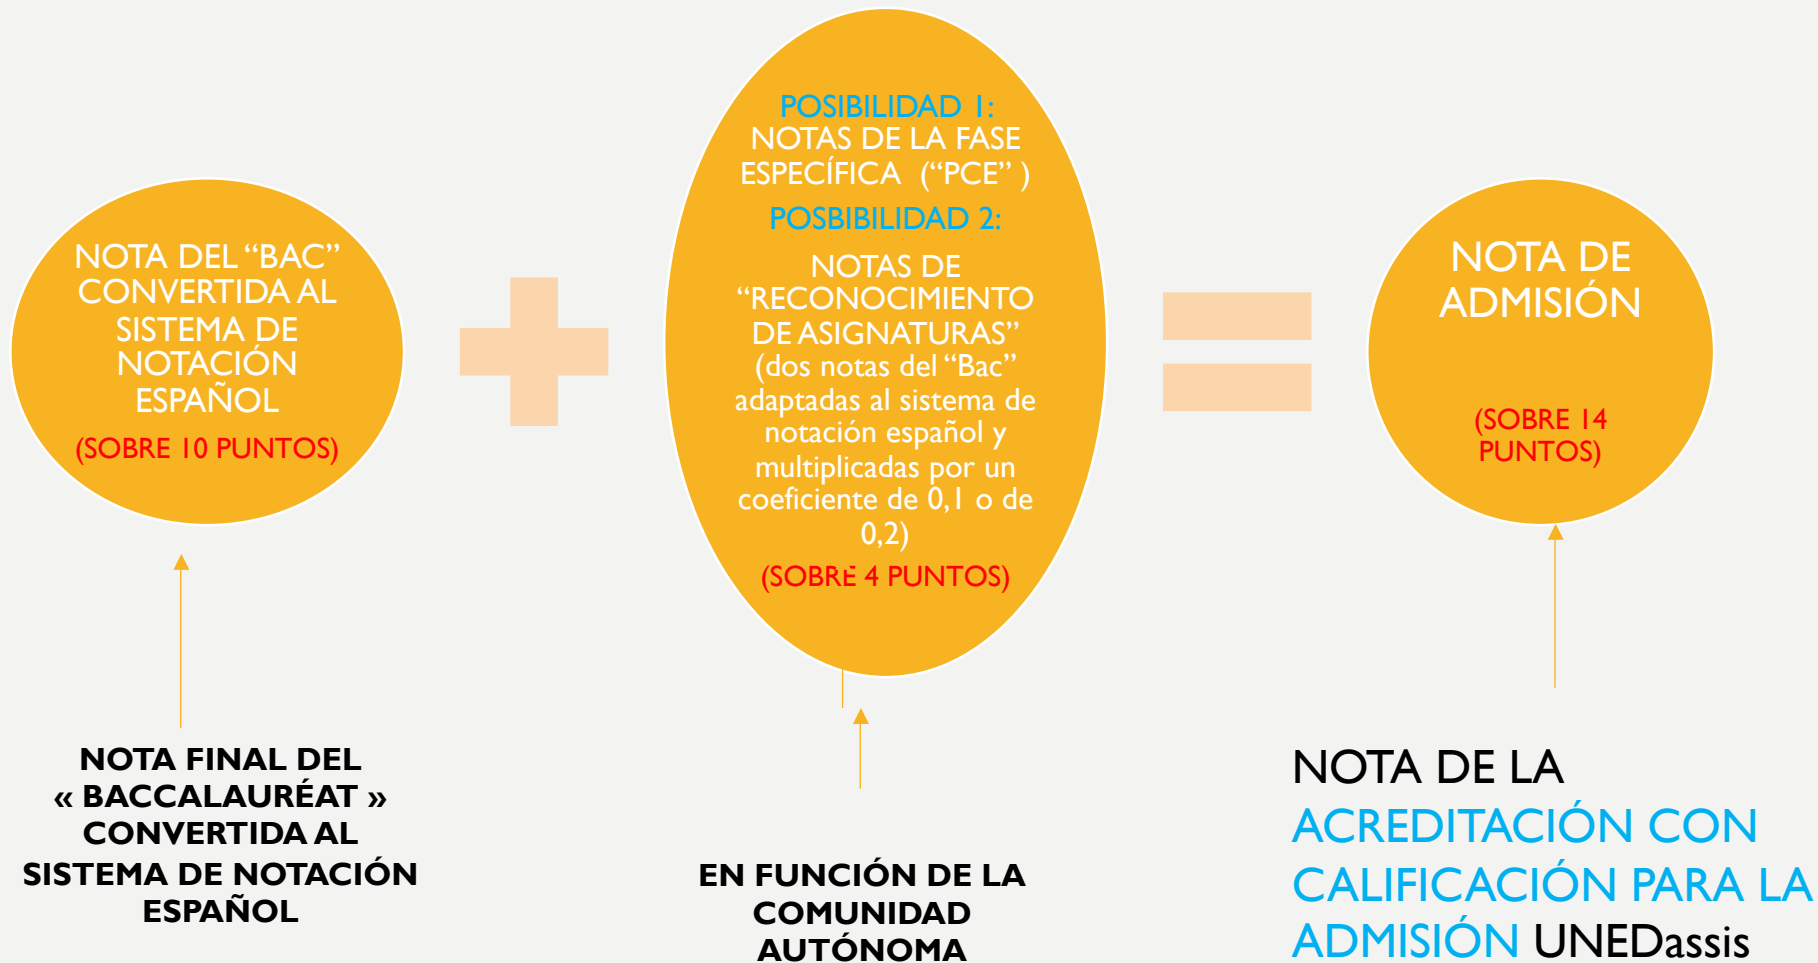 NOTA DEL “BAC”
CONVERTIDA AL
SISTEMA DE
NOTACIÓN
ESPAÑOL
(SOBRE 10 PUNTOS)
POSIBILIDAD 1:
NOTAS DE LA FASE
ESPECÍFICA (“PCE” )
POSBIBILIDAD 2:
NOTAS DE
“RECONOCIMIENTO
DE ASIGNATURAS”
(dos notas del “Bac”
adaptadas al sistema de
notación español y
multiplicadas por un
coeficiente de 0,1 o de
0,2)
(SOBRE 4 PUNTOS)
NOTA DE
ADMISIÓN
(SOBRE 14
PUNTOS)
NOTA FINAL DEL
« BACCALAURÉAT »
CONVERTIDA AL
SISTEMA DE NOTACIÓN
ESPAÑOL
EN FUNCIÓN DE LA
COMUNIDAD
AUTÓNOMA
NOTA DE LA
ACREDITACIÓN CON
CALIFICACIÓN PARA LA
ADMISIÓN UNEDassis